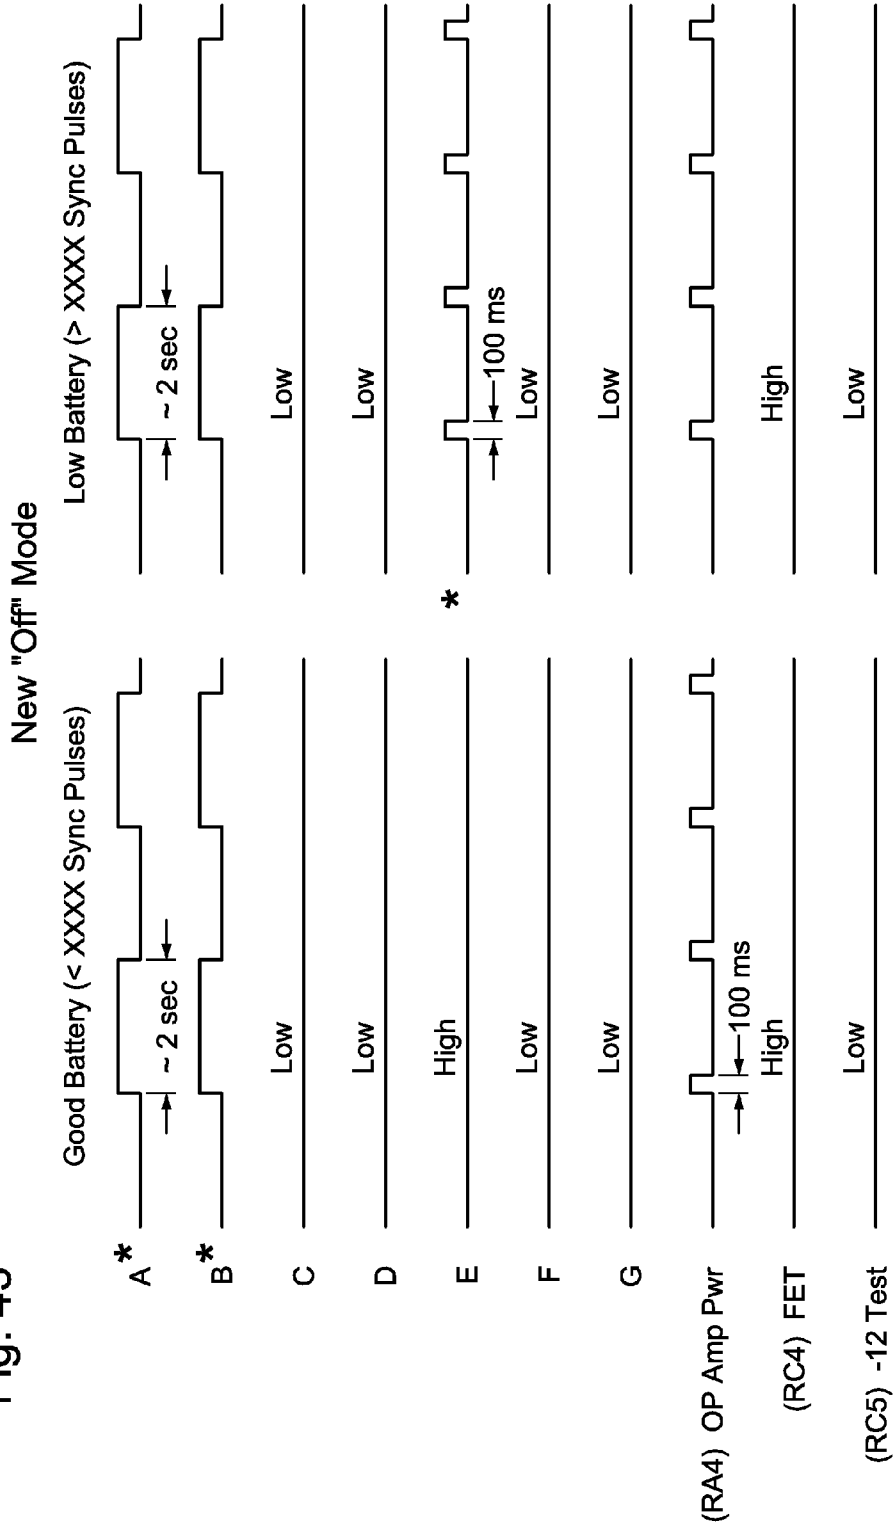 New "Off" Mode
Good Battery (< XXXX Sync Pulses)
Low Battery (> XXXX Sync Pulses)
*
A
~ 2 sec
~ 2 sec
*
B
C
Low
Low
D
Low
Low
E
High
*
100 ms
F
Low
Low
G
Low
Low
(RA4) OP Amp Pwr
100 ms
(RC4) FET
High
High
(RC5) -12 Test
Low
Low